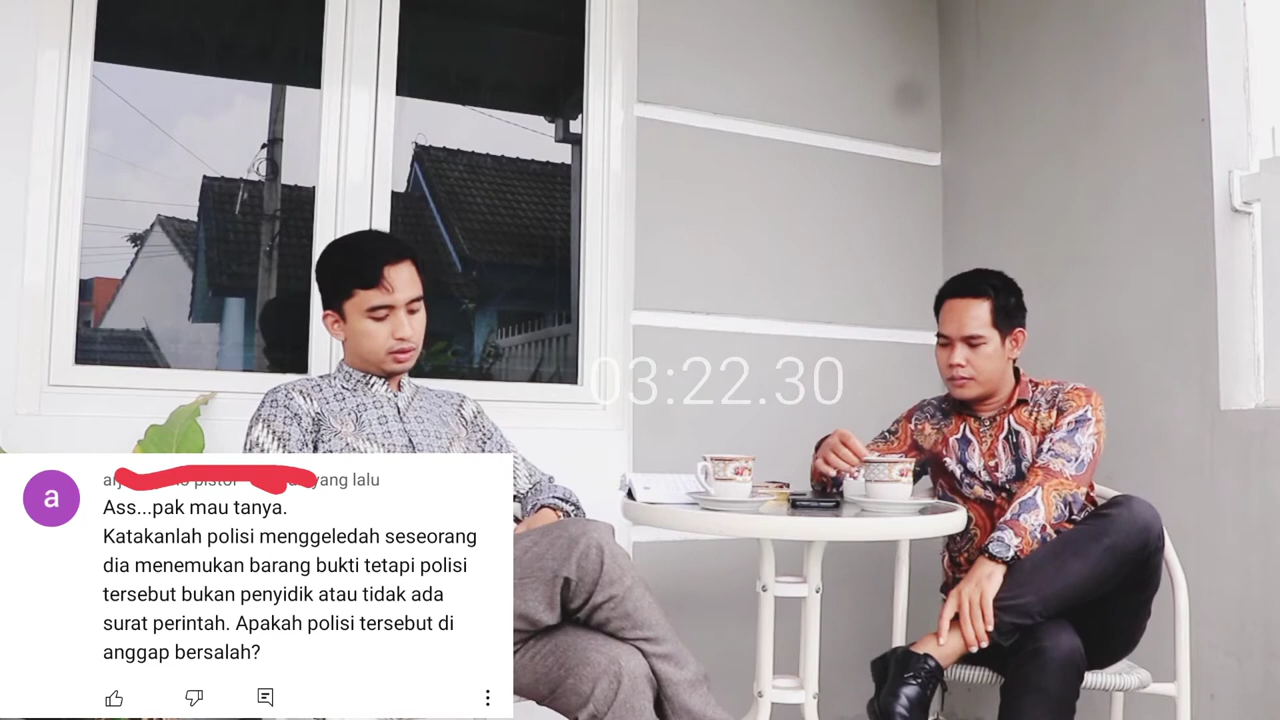 a
yang lalu
Ass...pak mau tanya.
Katakanlah polisi menggeledah seseorang
dia menemukan barang bukti tetapi polisi
tersebut bukan penyidik atau tidak ada
surat perintah. Apakah polisi tersebut di
anggap bersalah?
03:22.30